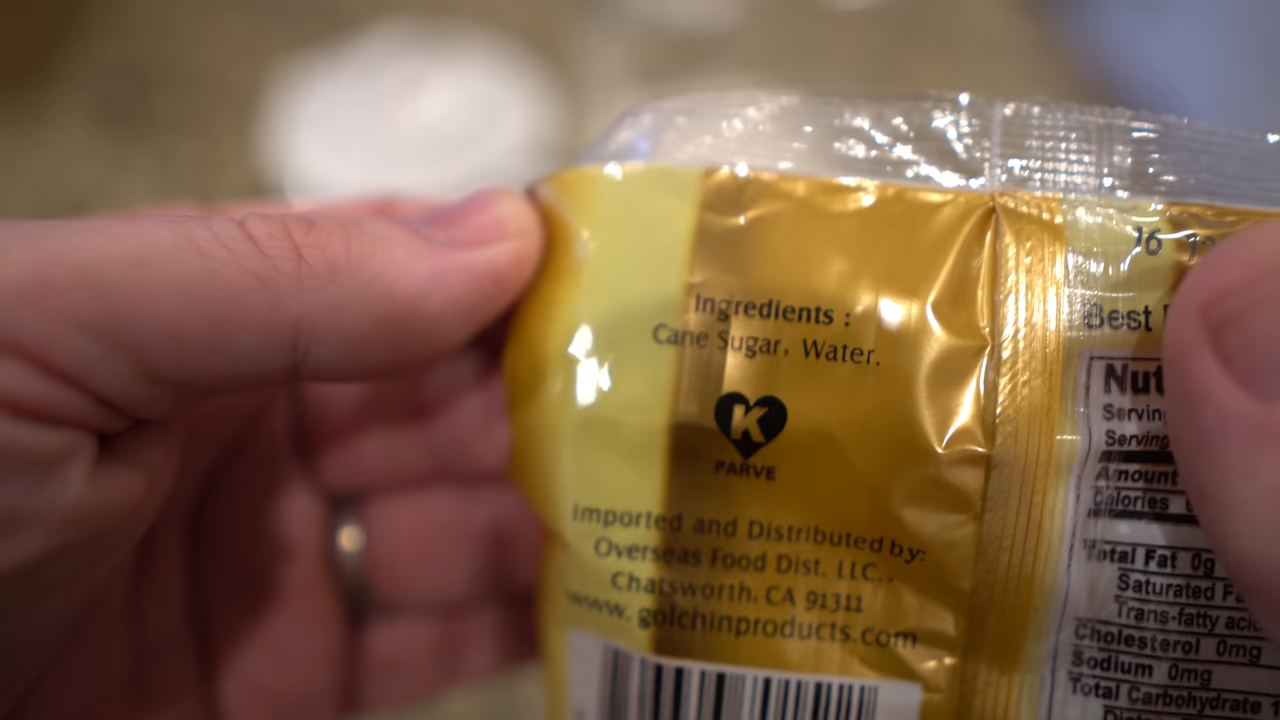 Ingredients :
Cane Sugar, Water.
K
PARVE
Imported and Distributed by:
Overseas Food Dist. LLC.,
Chatsworth, CA 91311
www.golchinproducts.com
16
Best
Nut
Serving
Serving
Amount
Calories
Total Fat 0g
Saturated Fa
Trans-fatty acid
Cholesterol 0mg
Sodium 0mg
Total Carbohydrate